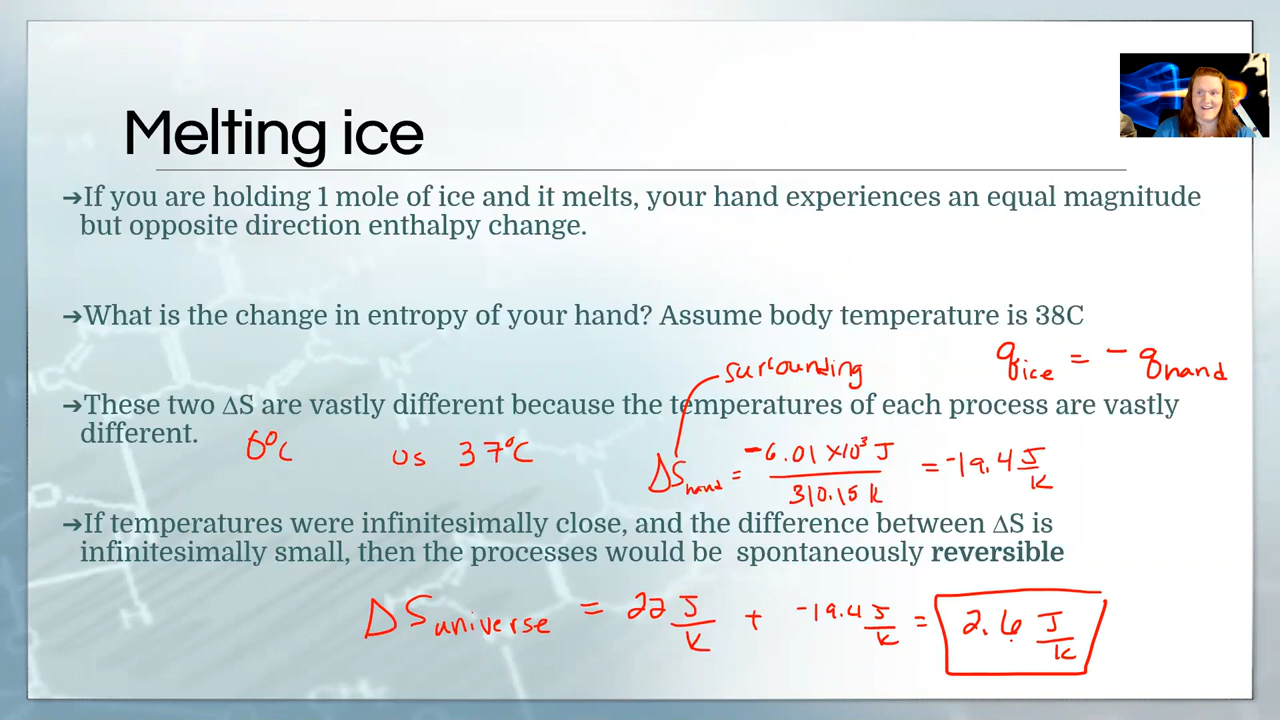 Melting ice
➔If you are holding 1 mole of ice and it melts, your hand experiences an equal magnitude
but opposite direction enthalpy change.
➔What is the change in entropy of your hand? Assume body temperature is 38C
surrounding
q ice = - q hand
➔These two ΔS are vastly different because the temperatures of each process are vastly
different.
0°C vs 37°C
ΔS hand = -6.01 x10³ J / 310.15 K = -19.4 J/K
➔If temperatures were infinitesimally close, and the difference between ΔS is
infinitesimally small, then the processes would be spontaneously reversible
ΔS universe = 22 J/K + -19.4 J/K = 2.6 J/K